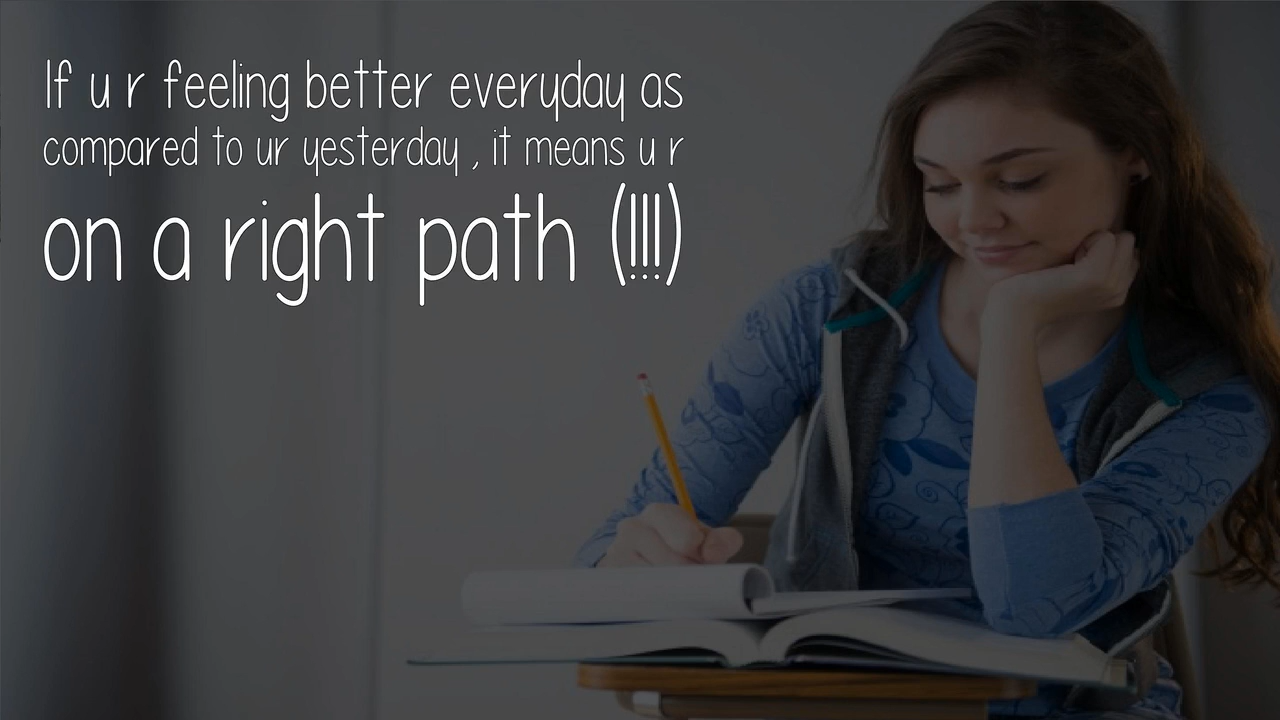 If u r feeling better everyday as
compared to ur yesterday , it means u r
on a right path (!!!)